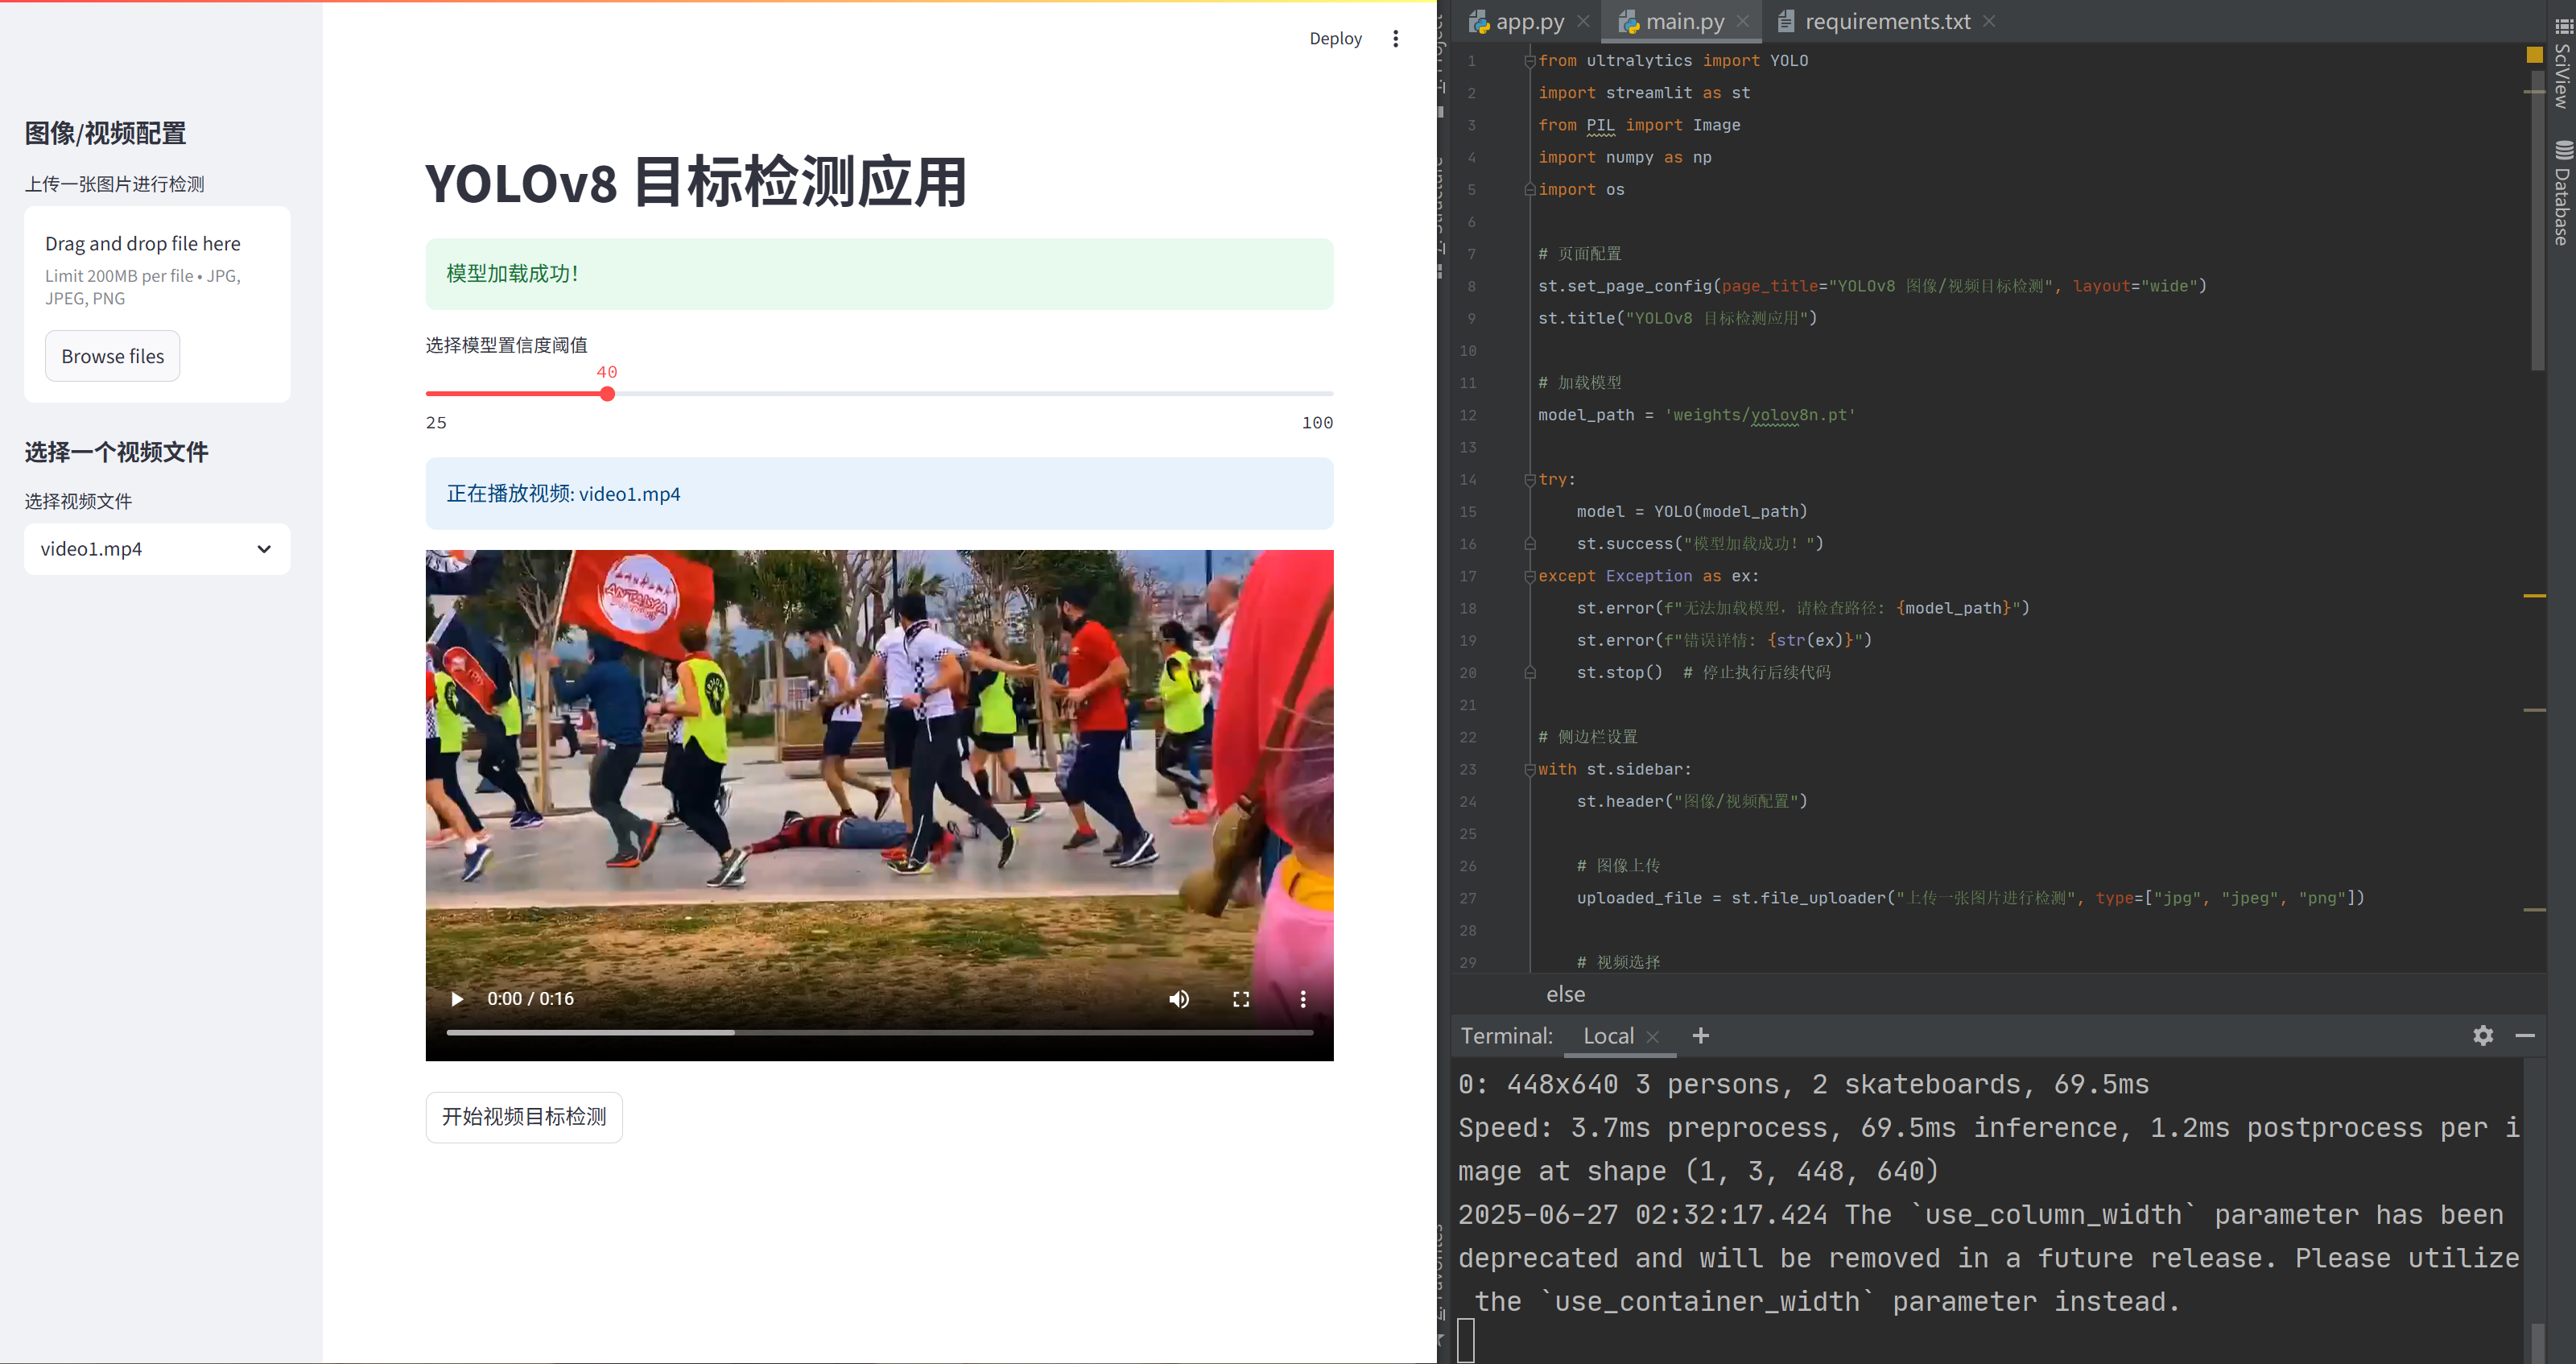 Deploy
图像/视频配置
上传一张图片进行检测
Drag and drop file here
Limit 200MB per file • JPG,
JPEG, PNG
Browse files
选择一个视频文件
选择视频文件
video1.mp4
YOLOv8 目标检测应用
模型加载成功！
选择模型置信度阈值
40
25
100
正在播放视频: video1.mp4
ANTALYA
0:00 / 0:16
开始视频目标检测
app.py
main.py
requirements.txt
1 from ultralytics import YOLO
2 import streamlit as st
3 from PIL import Image
4 import numpy as np
5 import os
6
7 # 页面配置
8 st.set_page_config(page_title="YOLOv8 图像/视频目标检测", layout="wide")
9 st.title("YOLOv8 目标检测应用")
10
11 # 加载模型
12 model_path = 'weights/yolov8n.pt'
13
14 try:
15 model = YOLO(model_path)
16 st.success("模型加载成功！")
17 except Exception as ex:
18 st.error(f"无法加载模型，请检查路径: {model_path}")
19 st.error(f"错误详情: {str(ex)}")
20 st.stop()  # 停止执行后续代码
21
22 # 侧边栏设置
23 with st.sidebar:
24 st.header("图像/视频配置")
25
26 # 图像上传
27 uploaded_file = st.file_uploader("上传一张图片进行检测", type=["jpg", "jpeg", "png"])
28
29 # 视频选择
else
Terminal: Local
0: 448x640 3 persons, 2 skateboards, 69.5ms
Speed: 3.7ms preprocess, 69.5ms inference, 1.2ms postprocess per i
mage at shape (1, 3, 448, 640)
2025-06-27 02:32:17.424 The `use_column_width` parameter has been
deprecated and will be removed in a future release. Please utilize
the `use_container_width` parameter instead.
SciView
Database